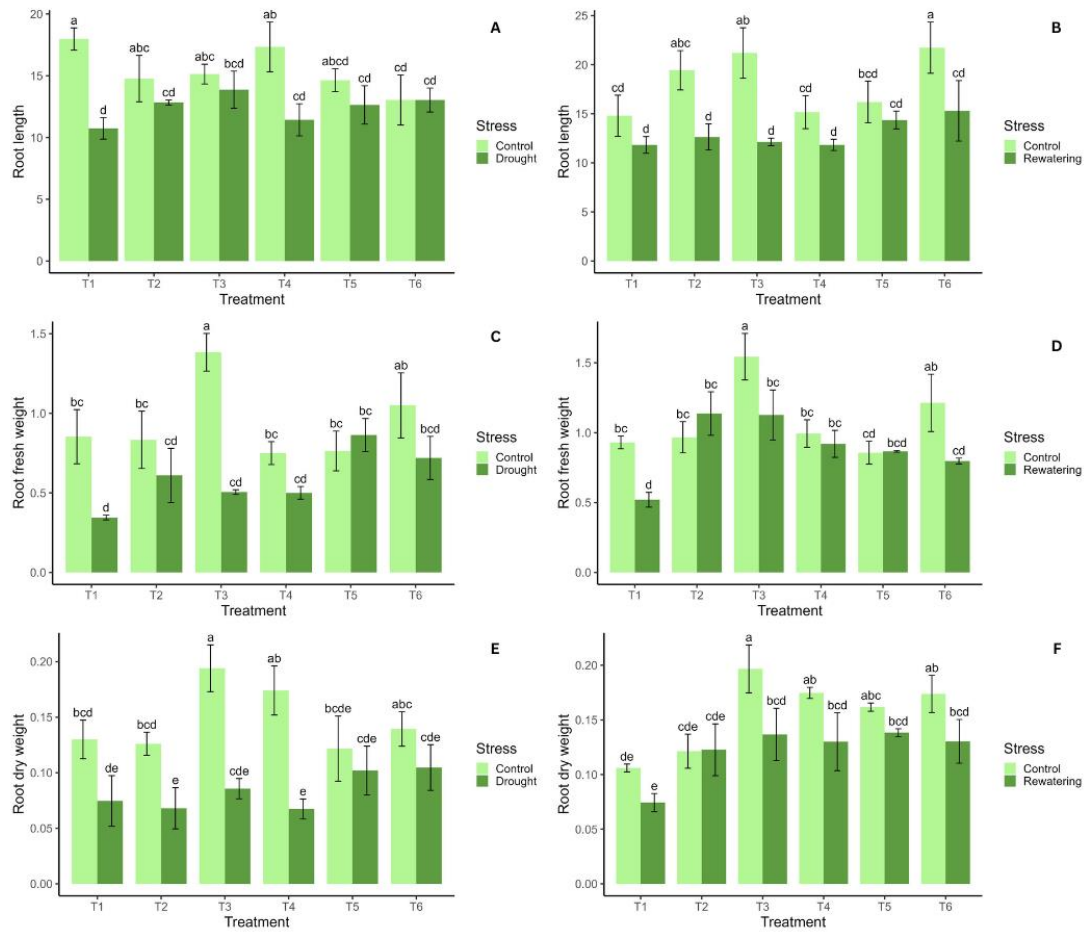 A
20
15
10
5
0
Root length
a
d
abc
cd
abc
bcd
ab
cd
abcd
cd
cd
cd
T1 T2 T3 T4 T5 T6
Treatment
Stress
Control
Drought
B
25
20
15
10
5
0
Root length
cd
d
abc
d
a
d
cd
d
bcd
cd
a
cd
T1 T2 T3 T4 T5 T6
Treatment
Stress
Control
Rewatering
C
1.5
1.0
0.5
0.0
Root fresh weight
bc
d
bc
cd
a
cd
bc
cd
bc
bc
ab
bcd
T1 T2 T3 T4 T5 T6
Treatment
Stress
Control
Drought
D
1.5
1.0
0.5
0.0
Root fresh weight
bc
d
bc
bc
a
bc
bc
bc
cd
bcd
ab
cd
T1 T2 T3 T4 T5 T6
Treatment
Stress
Control
Rewatering
E
0.20
0.15
0.10
0.05
0.00
Root dry weight
bcd
de
bcd
e
a
cde
ab
e
bcde
cde
abc
cde
T1 T2 T3 T4 T5 T6
Treatment
Stress
Control
Drought
F
0.20
0.15
0.10
0.05
0.00
Root dry weight
de
e
cde
cde
a
bcd
ab
bcd
abc
bcd
ab
bcd
T1 T2 T3 T4 T5 T6
Treatment
Stress
Control
Rewatering